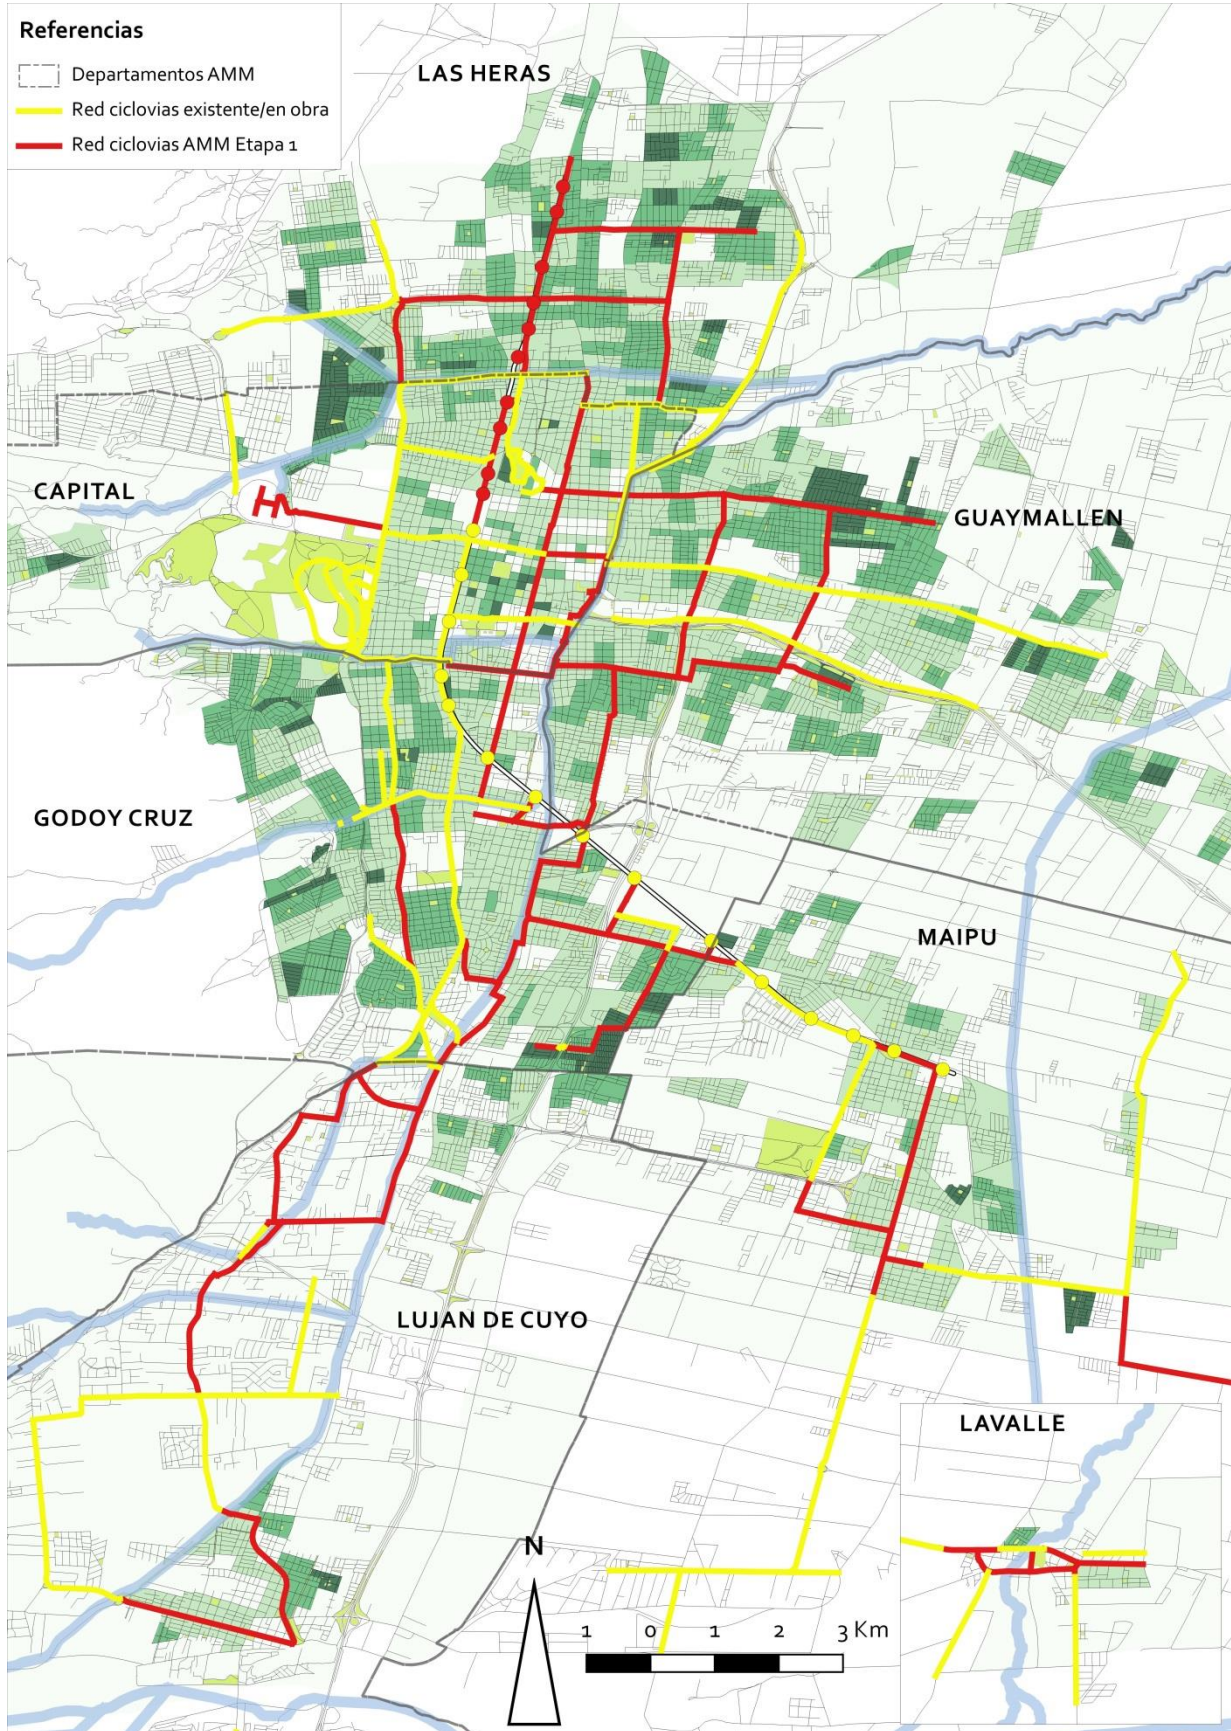 Referencias
Departamentos AMM
Red ciclovias existente/en obra
Red ciclovias AMM Etapa 1
LAS HERAS
CAPITAL
GUAYMALLEN
GODOY CRUZ
MAIPU
LUJAN DE CUYO
LAVALLE
N
1 0 1 2 3 Km